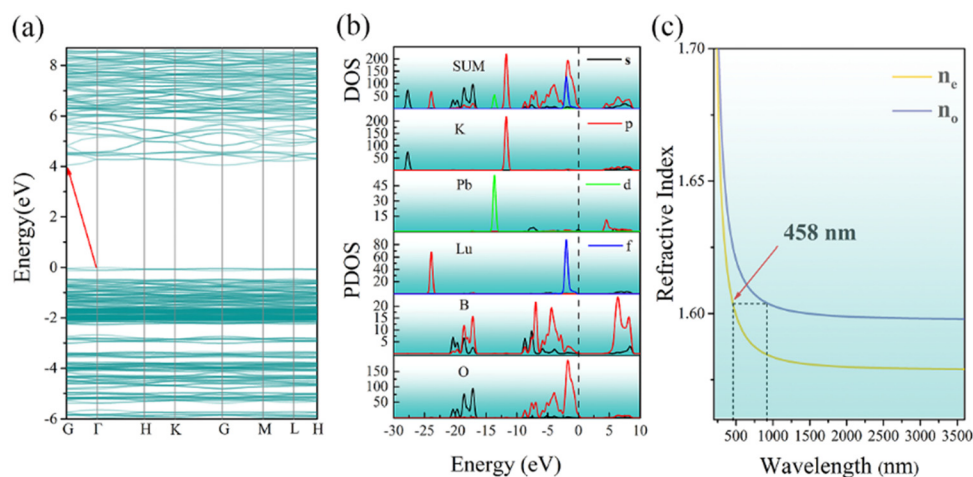 (a)
8
6
4
2
0
-2
-4
-6
Energy(eV)
G Γ H K G M L H
(b)
DOS
PDOS
200
150
100
50
SUM
s
200
150
100
50
K
p
45
30
15
Pb
d
80
60
40
20
Lu
f
20
15
10
5
B
150
100
50
O
-30 -25 -20 -15 -10 -5 0 5 10
Energy (eV)
(c)
1.70
1.65
1.60
Refractive Index
ne
no
458 nm
500 1000 1500 2000 2500 3000 3500
Wavelength (nm)